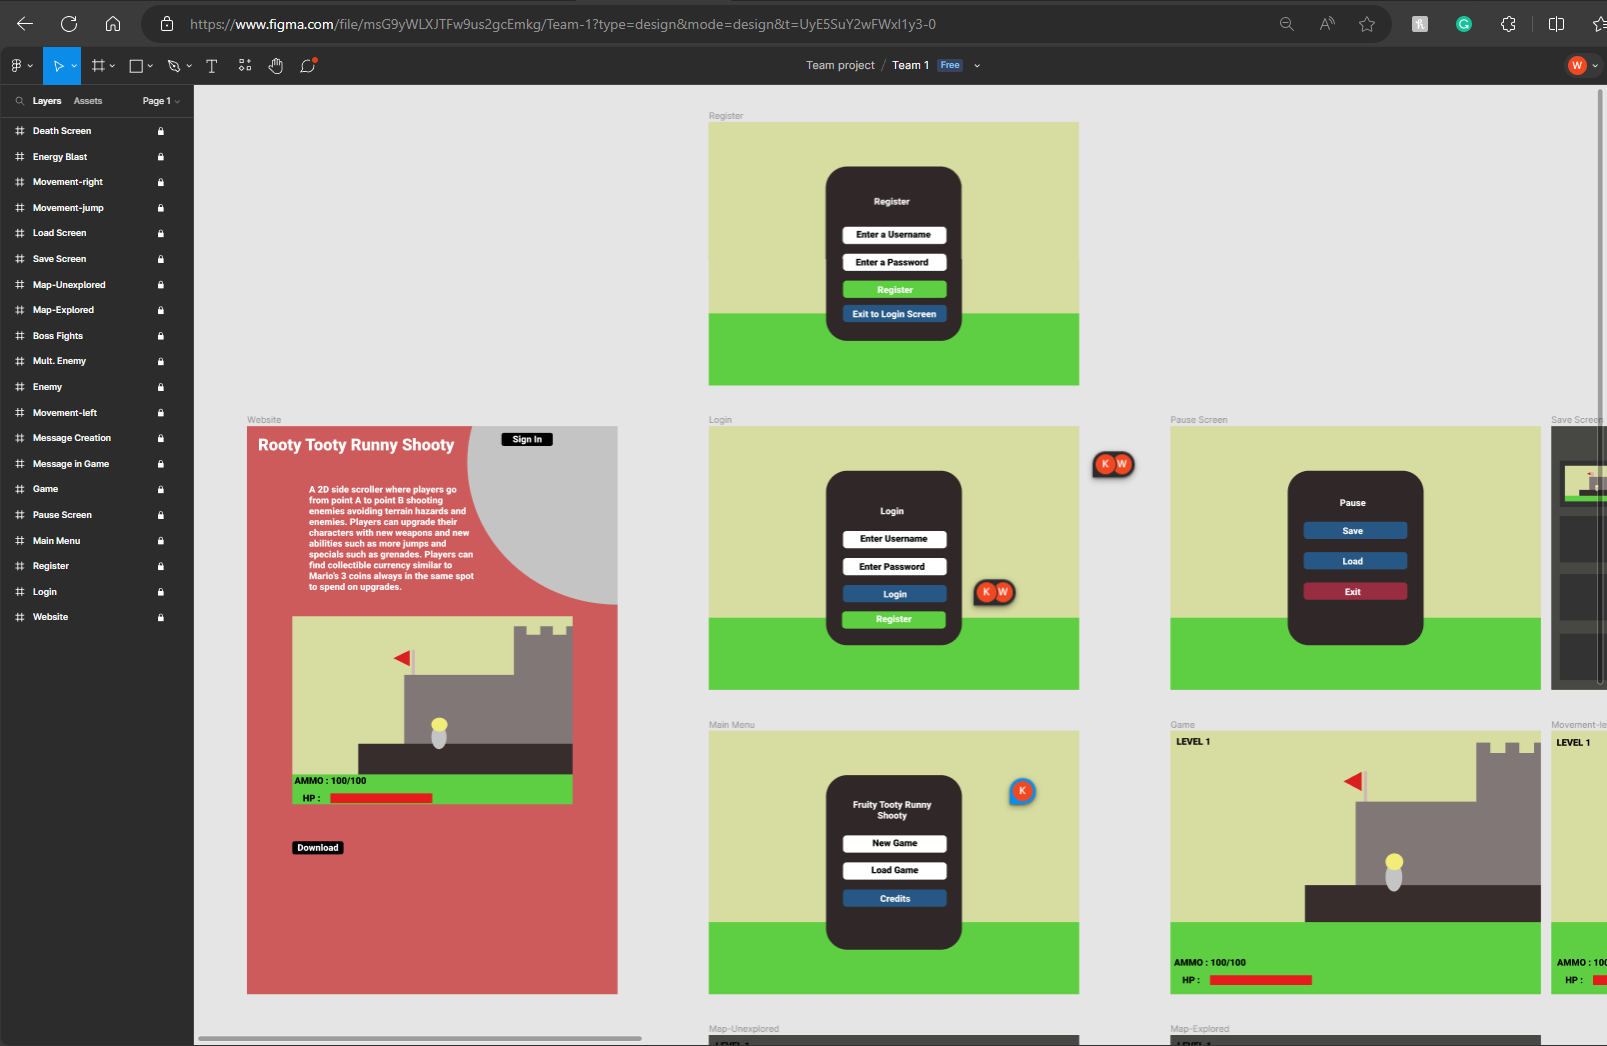 https://www.figma.com/file/msG9yWLXJTFw9us2gcEmkg/Team-1?type=design&mode=design&t=UyE5SuY2wFWxI1y3-0
Team project / Team 1 Free
W
Layers Assets Page 1
Death Screen
Energy Blast
Movement-right
Movement-jump
Load Screen
Save Screen
Map-Unexplored
Map-Explored
Boss Fights
Mult. Enemy
Enemy
Movement-left
Message Creation
Message in Game
Game
Pause Screen
Main Menu
Register
Login
Website
Register
Register
Enter a Username
Enter a Password
Register
Exit to Login Screen
Website
Rooty Tooty Runny Shooty
Sign In
A 2D side scroller where players go
from point A to point B shooting
enemies avoiding terrain hazards and
enemies. Players can upgrade their
characters with new weapons and new
abilities such as more jumps and
specials such as grenades. Players can
find collectible currency similar to
Mario's 3 coins always in the same spot
to spend on upgrades.
AMMO : 100/100
HP :
Download
Login
Login
Enter Username
Enter Password
Login
Register
K W
K W
Pause Screen
Pause
Save
Load
Exit
Save Screen
Main Menu
Fruity Tooty Runny
Shooty
New Game
Load Game
Credits
K
Game
LEVEL 1
AMMO : 100/100
HP :
Movement-le
LEVEL 1
AMMO : 100
HP :
Map-Unexplored
LEVEL 1
Map-Explored
LEVEL 1